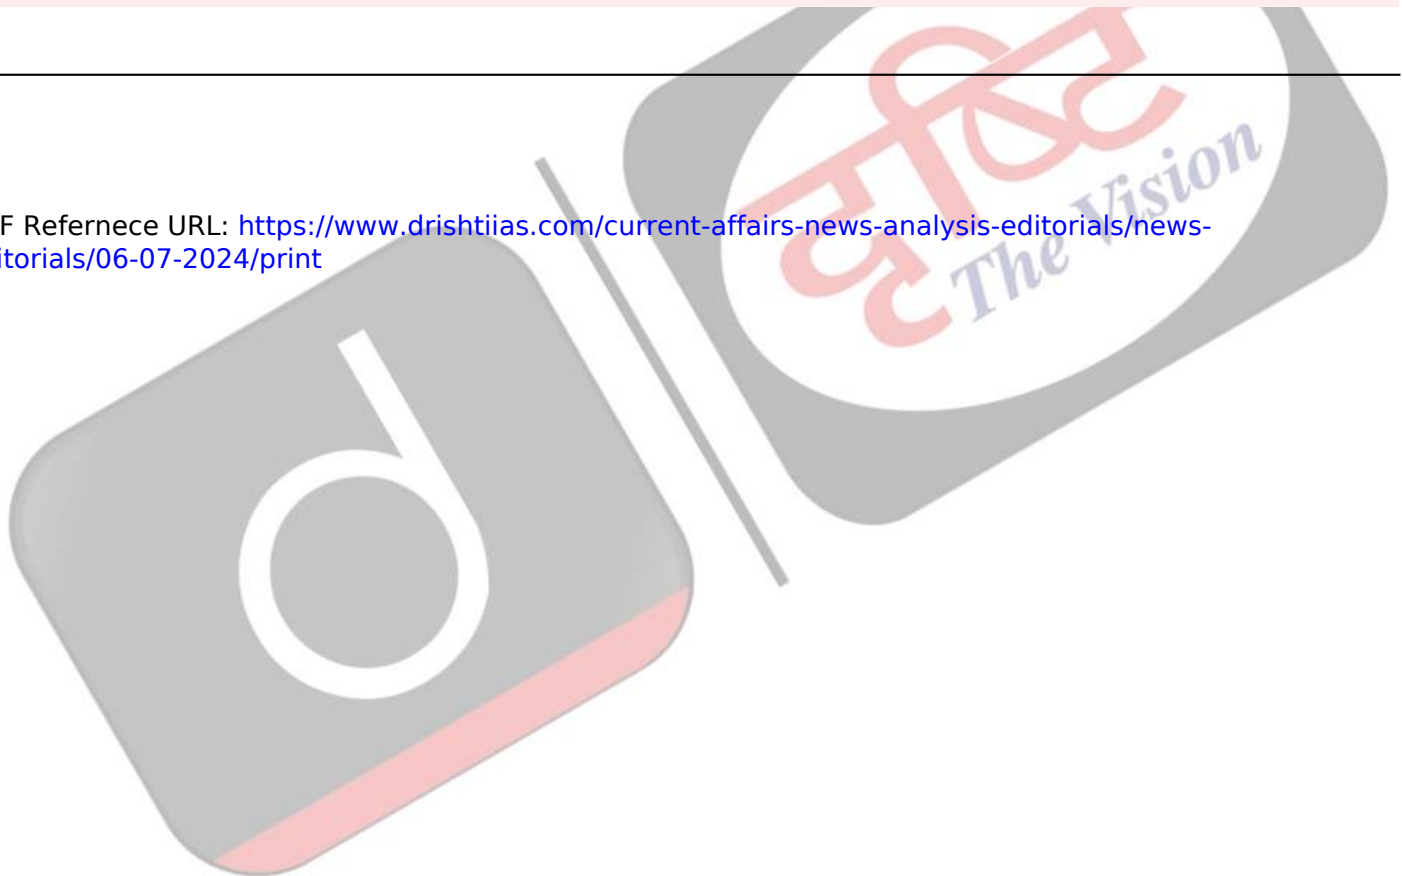 दृष्टि
The Vision
F Refernece URL: https://www.drishtiias.com/current-affairs-news-analysis-editorials/news-
itorials/06-07-2024/print
d